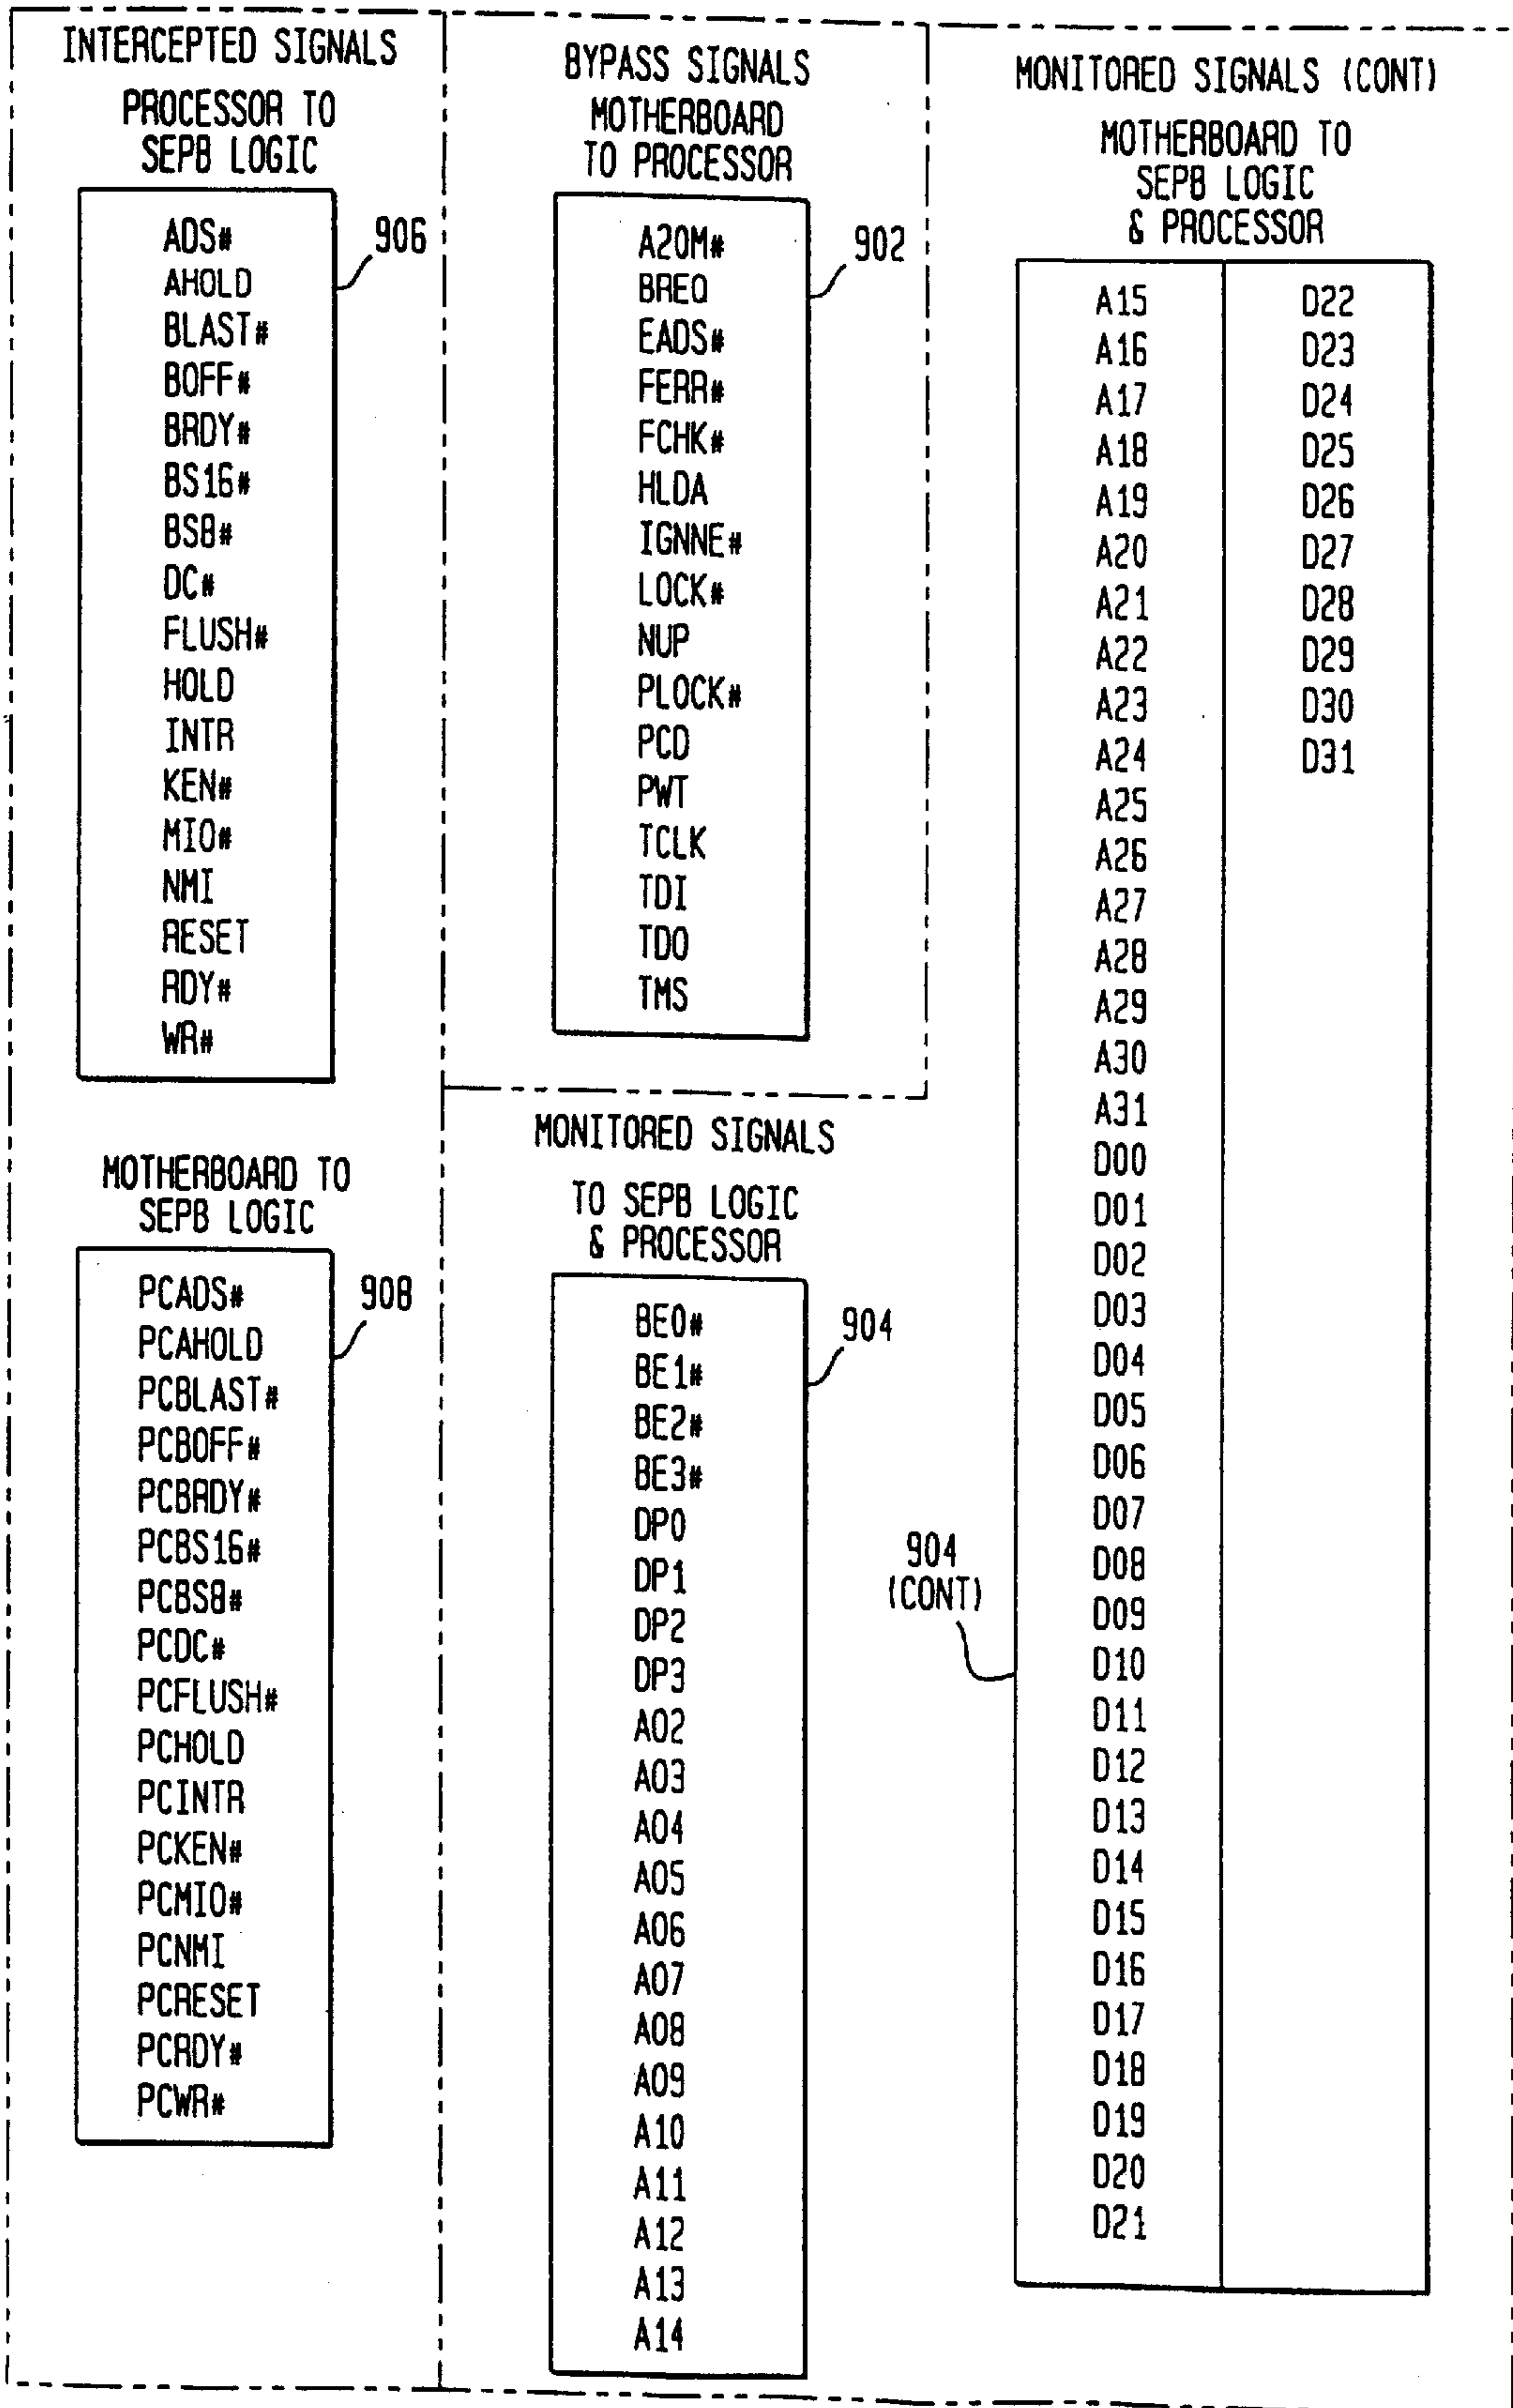 INTERCEPTED SIGNALS
PROCESSOR TO
SEPB LOGIC
906
ADS#
AHOLD
BLAST#
BOFF#
BRDY#
BS16#
BS8#
DC#
FLUSH#
HOLD
INTR
KEN#
MIO#
NMI
RESET
RDY#
WR#
MOTHERBOARD TO
SEPB LOGIC
908
PCADS#
PCAHOLD
PCBLAST#
PCBOFF#
PCBRDY#
PCBS16#
PCBS8#
PCDC#
PCFLUSH#
PCHOLD
PCINTR
PCKEN#
PCMIO#
PCNMI
PCRESET
PCRDY#
PCWR#
BYPASS SIGNALS
MOTHERBOARD
TO PROCESSOR
902
A20M#
BREQ
EADS#
FERR#
FCHK#
HLDA
IGNNE#
LOCK#
NUP
PLOCK#
PCD
PWT
TCLK
TDI
TDO
TMS
MONITORED SIGNALS
TO SEPB LOGIC
& PROCESSOR
904
BE0#
BE1#
BE2#
BE3#
DP0
DP1
DP2
DP3
A02
A03
A04
A05
A06
A07
A08
A09
A10
A11
A12
A13
A14
MONITORED SIGNALS (CONT)
MOTHERBOARD TO
SEPB LOGIC
& PROCESSOR
904
(CONT)
A15
A16
A17
A18
A19
A20
A21
A22
A23
A24
A25
A26
A27
A28
A29
A30
A31
D00
D01
D02
D03
D04
D05
D06
D07
D08
D09
D10
D11
D12
D13
D14
D15
D16
D17
D18
D19
D20
D21
D22
D23
D24
D25
D26
D27
D28
D29
D30
D31